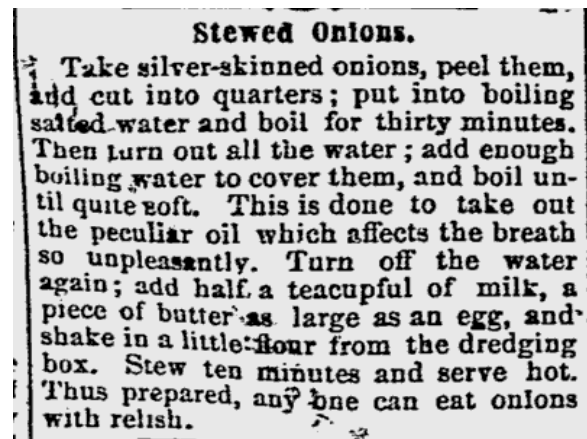 Stewed Onions.
Take silver-skinned onions, peel them,
and cut into quarters; put into boiling
salted water and boil for thirty minutes.
Then turn out all the water; add enough
boiling water to cover them, and boil un-
til quite soft. This is done to take out
the peculiar oil which affects the breath
so unpleasantly. Turn off the water
again; add half a teacupful of milk, a
piece of butter as large as an egg, and
shake in a little flour from the dredging
box. Stew ten minutes and serve hot.
Thus prepared, any one can eat onions
with relish.